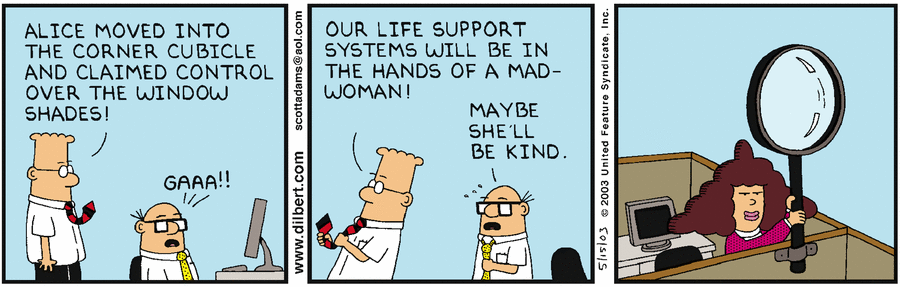 ALICE MOVED INTO
THE CORNER CUBICLE
AND CLAIMED CONTROL
OVER THE WINDOW
SHADES!
GAAA!!
www.dilbert.com
scottadams@aol.com
OUR LIFE SUPPORT
SYSTEMS WILL BE IN
THE HANDS OF A MAD-
WOMAN!
MAYBE
SHE'LL
BE KIND.
5/15/03 © 2003 United Feature Syndicate, Inc.